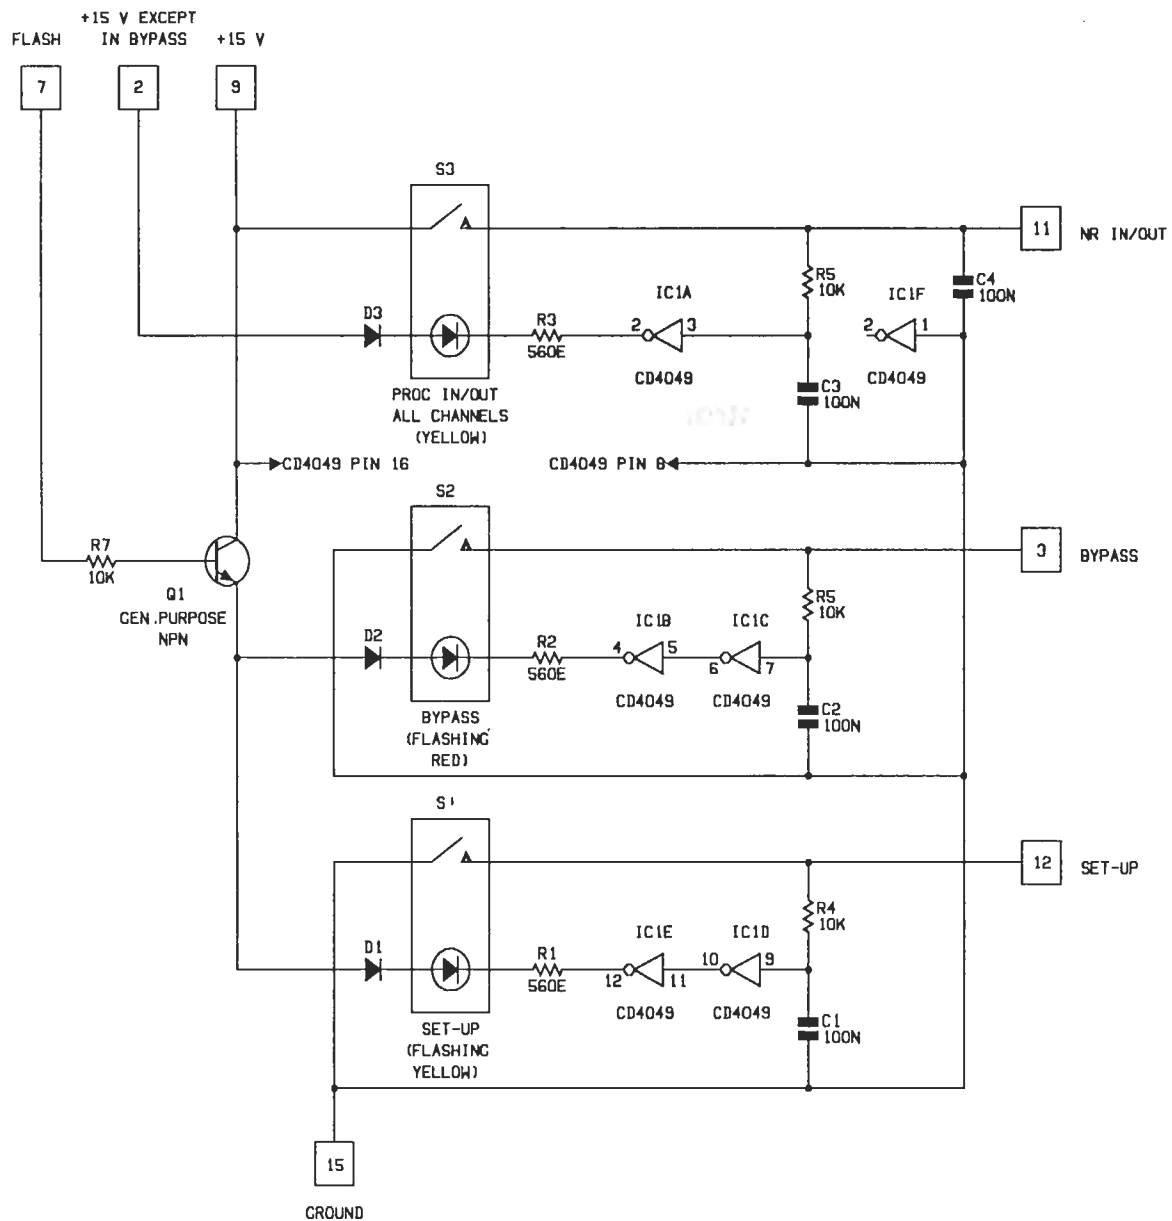 +15 V EXCEPT
FLASH IN BYPASS +15 V
7 2 9
S3
11 NR IN/OUT
R5
10K
C4
100N
IC1A IC1F
D3 R3 2 3 2 1
560E
CD4049 CD4049
C3
100N
PROC IN/OUT
ALL CHANNELS
(YELLOW)
CD4049 PIN 16 CD4049 PIN 8
S2
R7
10K
3 BYPASS
Q1
GEN.PURPOSE
NPN
R5
10K
IC1B IC1C
D2 R2 4 5 6 7
560E
CD4049 CD4049
C2
100N
BYPASS
(FLASHING
RED)
S1
12 SET-UP
R4
10K
IC1E IC1D
D1 R1 12 11 10 9
560E
CD4049 CD4049
C1
100N
SET-UP
(FLASHING
YELLOW)
15
GROUND